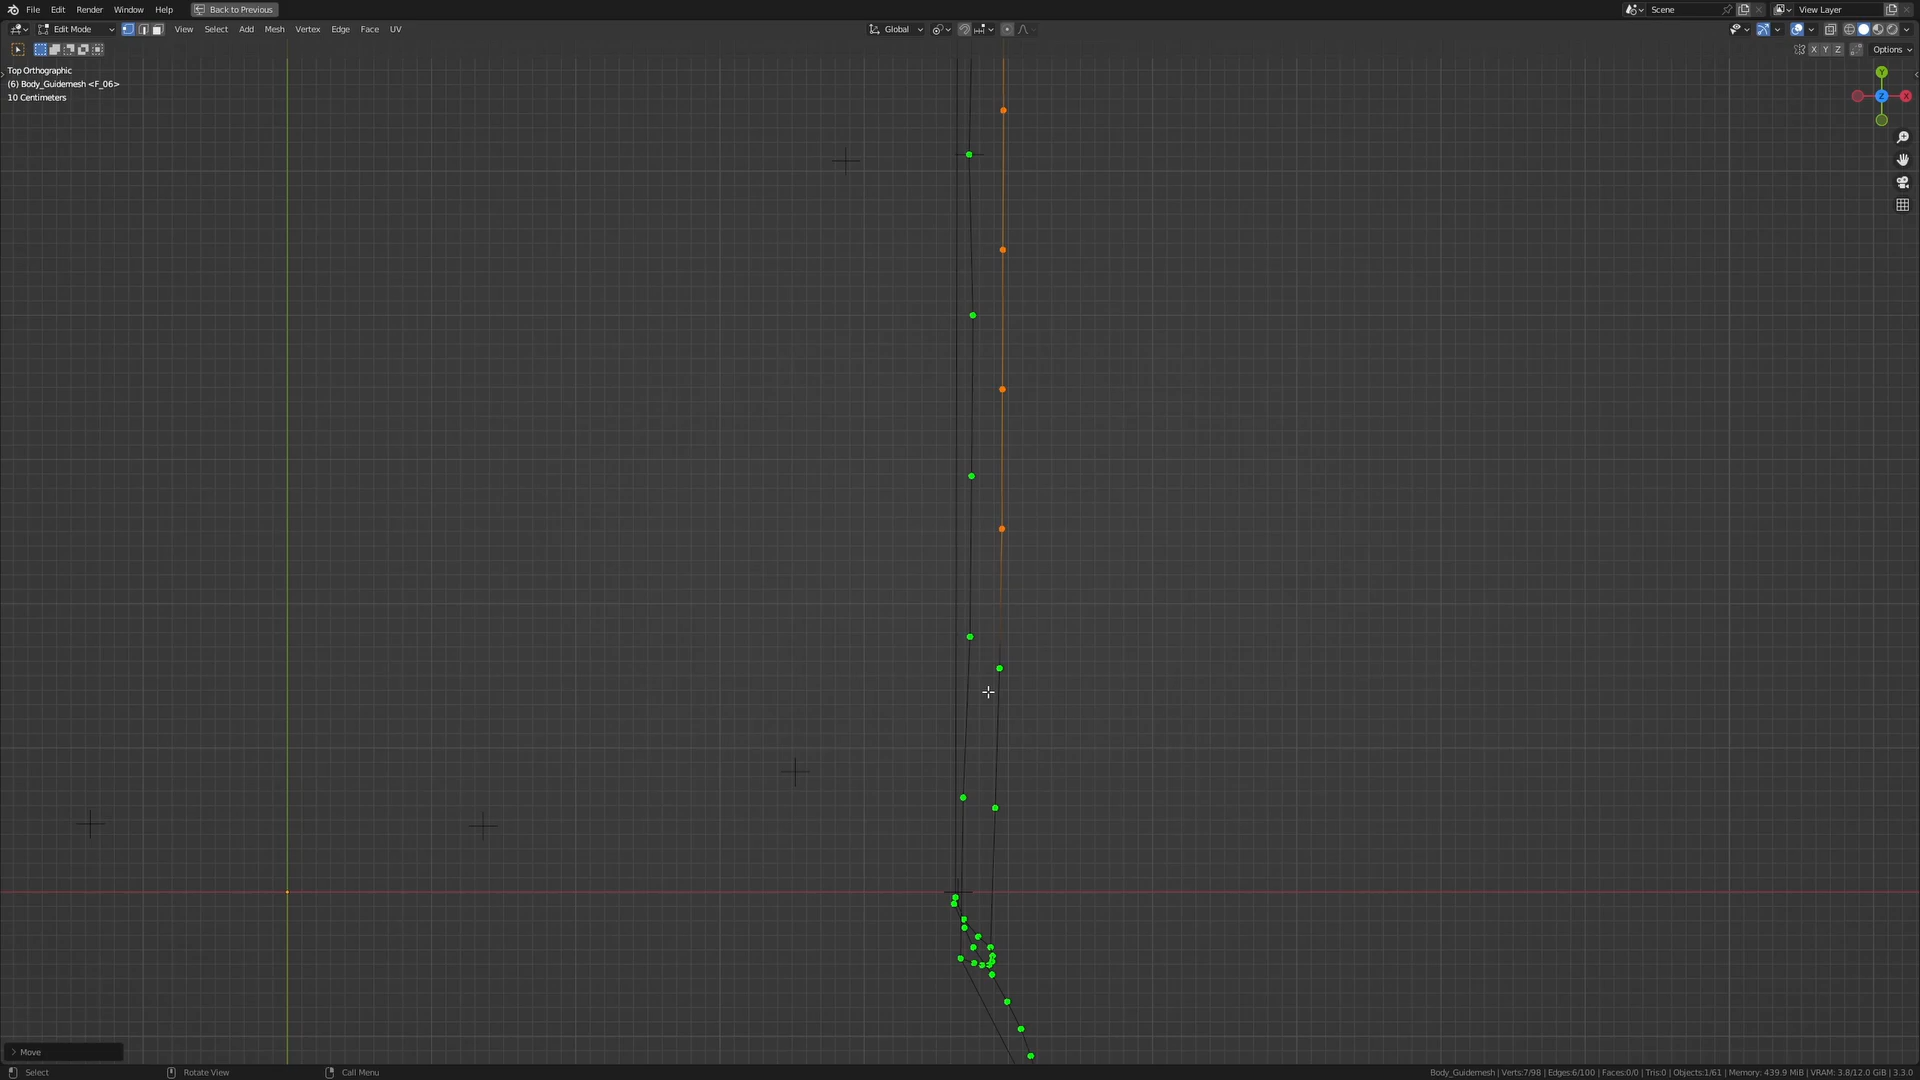 File Edit Render Window Help Back to Previous Scene View Layer
Edit Mode View Select Add Mesh Vertex Edge Face UV Global
X Y Z Options
Top Orthographic
(6) Body_Guidemesh <F_06>
10 Centimeters
Y
Z X
Move
Select Rotate View Call Menu Body_Guidemesh | Verts:7/98 | Edges:6/100 | Faces:0/0 | Tris:0 | Objects:1/61 | Memory: 439.9 MiB | VRAM: 3.8/12.0 GiB | 3.3.0